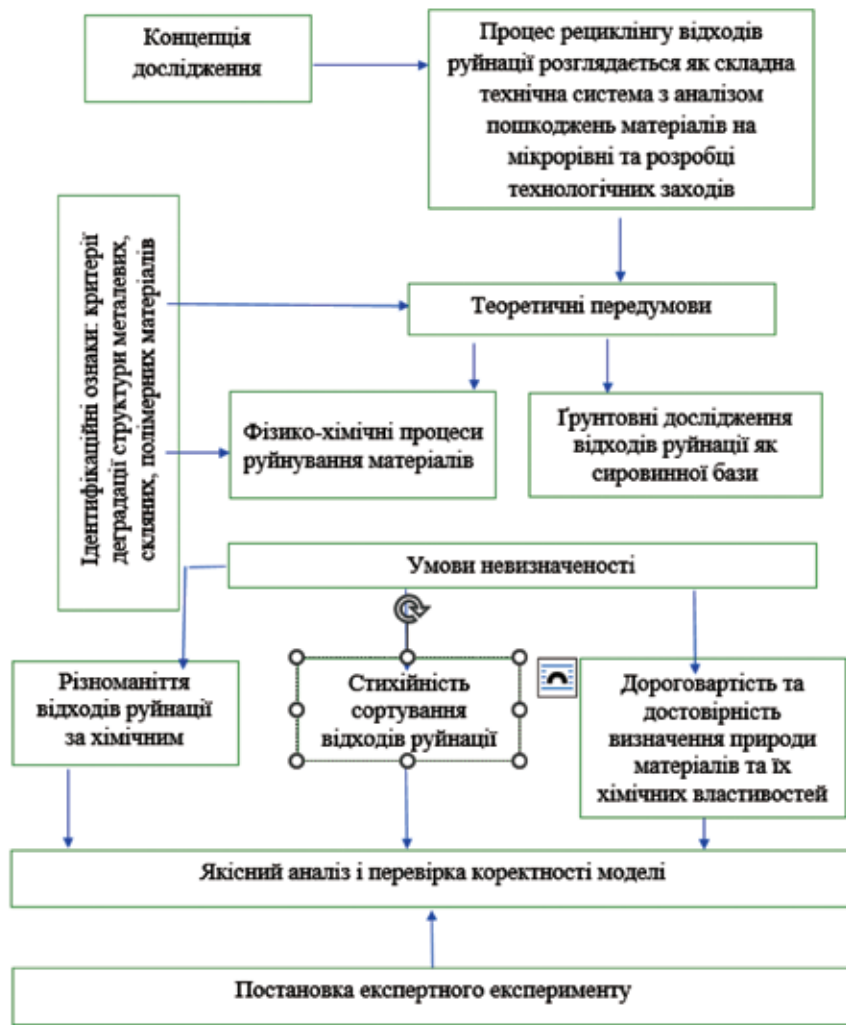 Концепція
дослідження
Процес рециклінгу відходів
руйнації розглядається як складна
технічна система з аналізом
пошкоджень матеріалів на
мікрорівні та розробці
технологічних заходів
Ідентифікаційні ознаки: критерії
деградації структури металевих,
скляних, полімерних матеріалів
Теоретичні передумови
Фізико-хімічні процеси
руйнування матеріалів
Ґрунтовні дослідження
відходів руйнації як
сировинної бази
Умови невизначеності
Різноманіття
відходів руйнації
за хімічним
Стихійність
сортування
відходів руйнації
Дороговартість та
достовірність
визначення природи
матеріалів та їх
хімічних властивостей
Якісний аналіз і перевірка коректності моделі
Постановка експертного експерименту